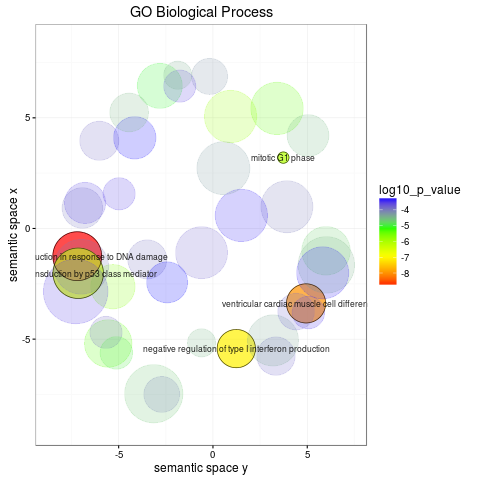 GO Biological Process
semantic space x
5
0
-5
mitotic G1 phase
uction in response to DNA damage
nsduction by p53 class mediator
ventricular cardiac muscle cell differen
negative regulation of type I interferon production
-5
0
5
semantic space y
log10_p_value
-4
-5
-6
-7
-8